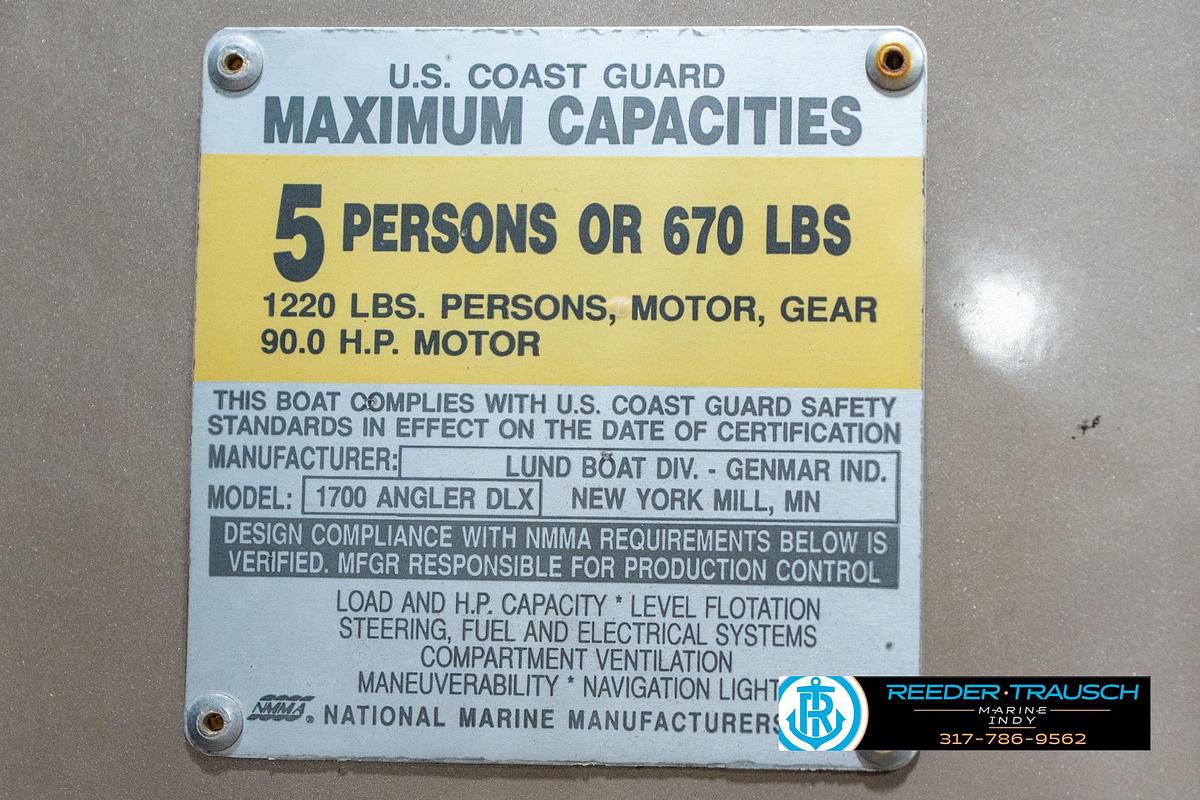 U.S. COAST GUARD
MAXIMUM CAPACITIES
5 PERSONS OR 670 LBS
1220 LBS. PERSONS, MOTOR, GEAR
90.0 H.P. MOTOR
THIS BOAT COMPLIES WITH U.S. COAST GUARD SAFETY
STANDARDS IN EFFECT ON THE DATE OF CERTIFICATION
MANUFACTURER: LUND BOAT DIV. - GENMAR IND.
MODEL: 1700 ANGLER DLX NEW YORK MILL, MN
DESIGN COMPLIANCE WITH NMMA REQUIREMENTS BELOW IS
VERIFIED. MFGR RESPONSIBLE FOR PRODUCTION CONTROL
LOAD AND H.P. CAPACITY * LEVEL FLOTATION
STEERING, FUEL AND ELECTRICAL SYSTEMS
COMPARTMENT VENTILATION
MANEUVERABILITY * NAVIGATION LIGHT
NMMA® NATIONAL MARINE MANUFACTURERS
RT
REEDER·TRAUSCH
MARINE
INDY
317-786-9562